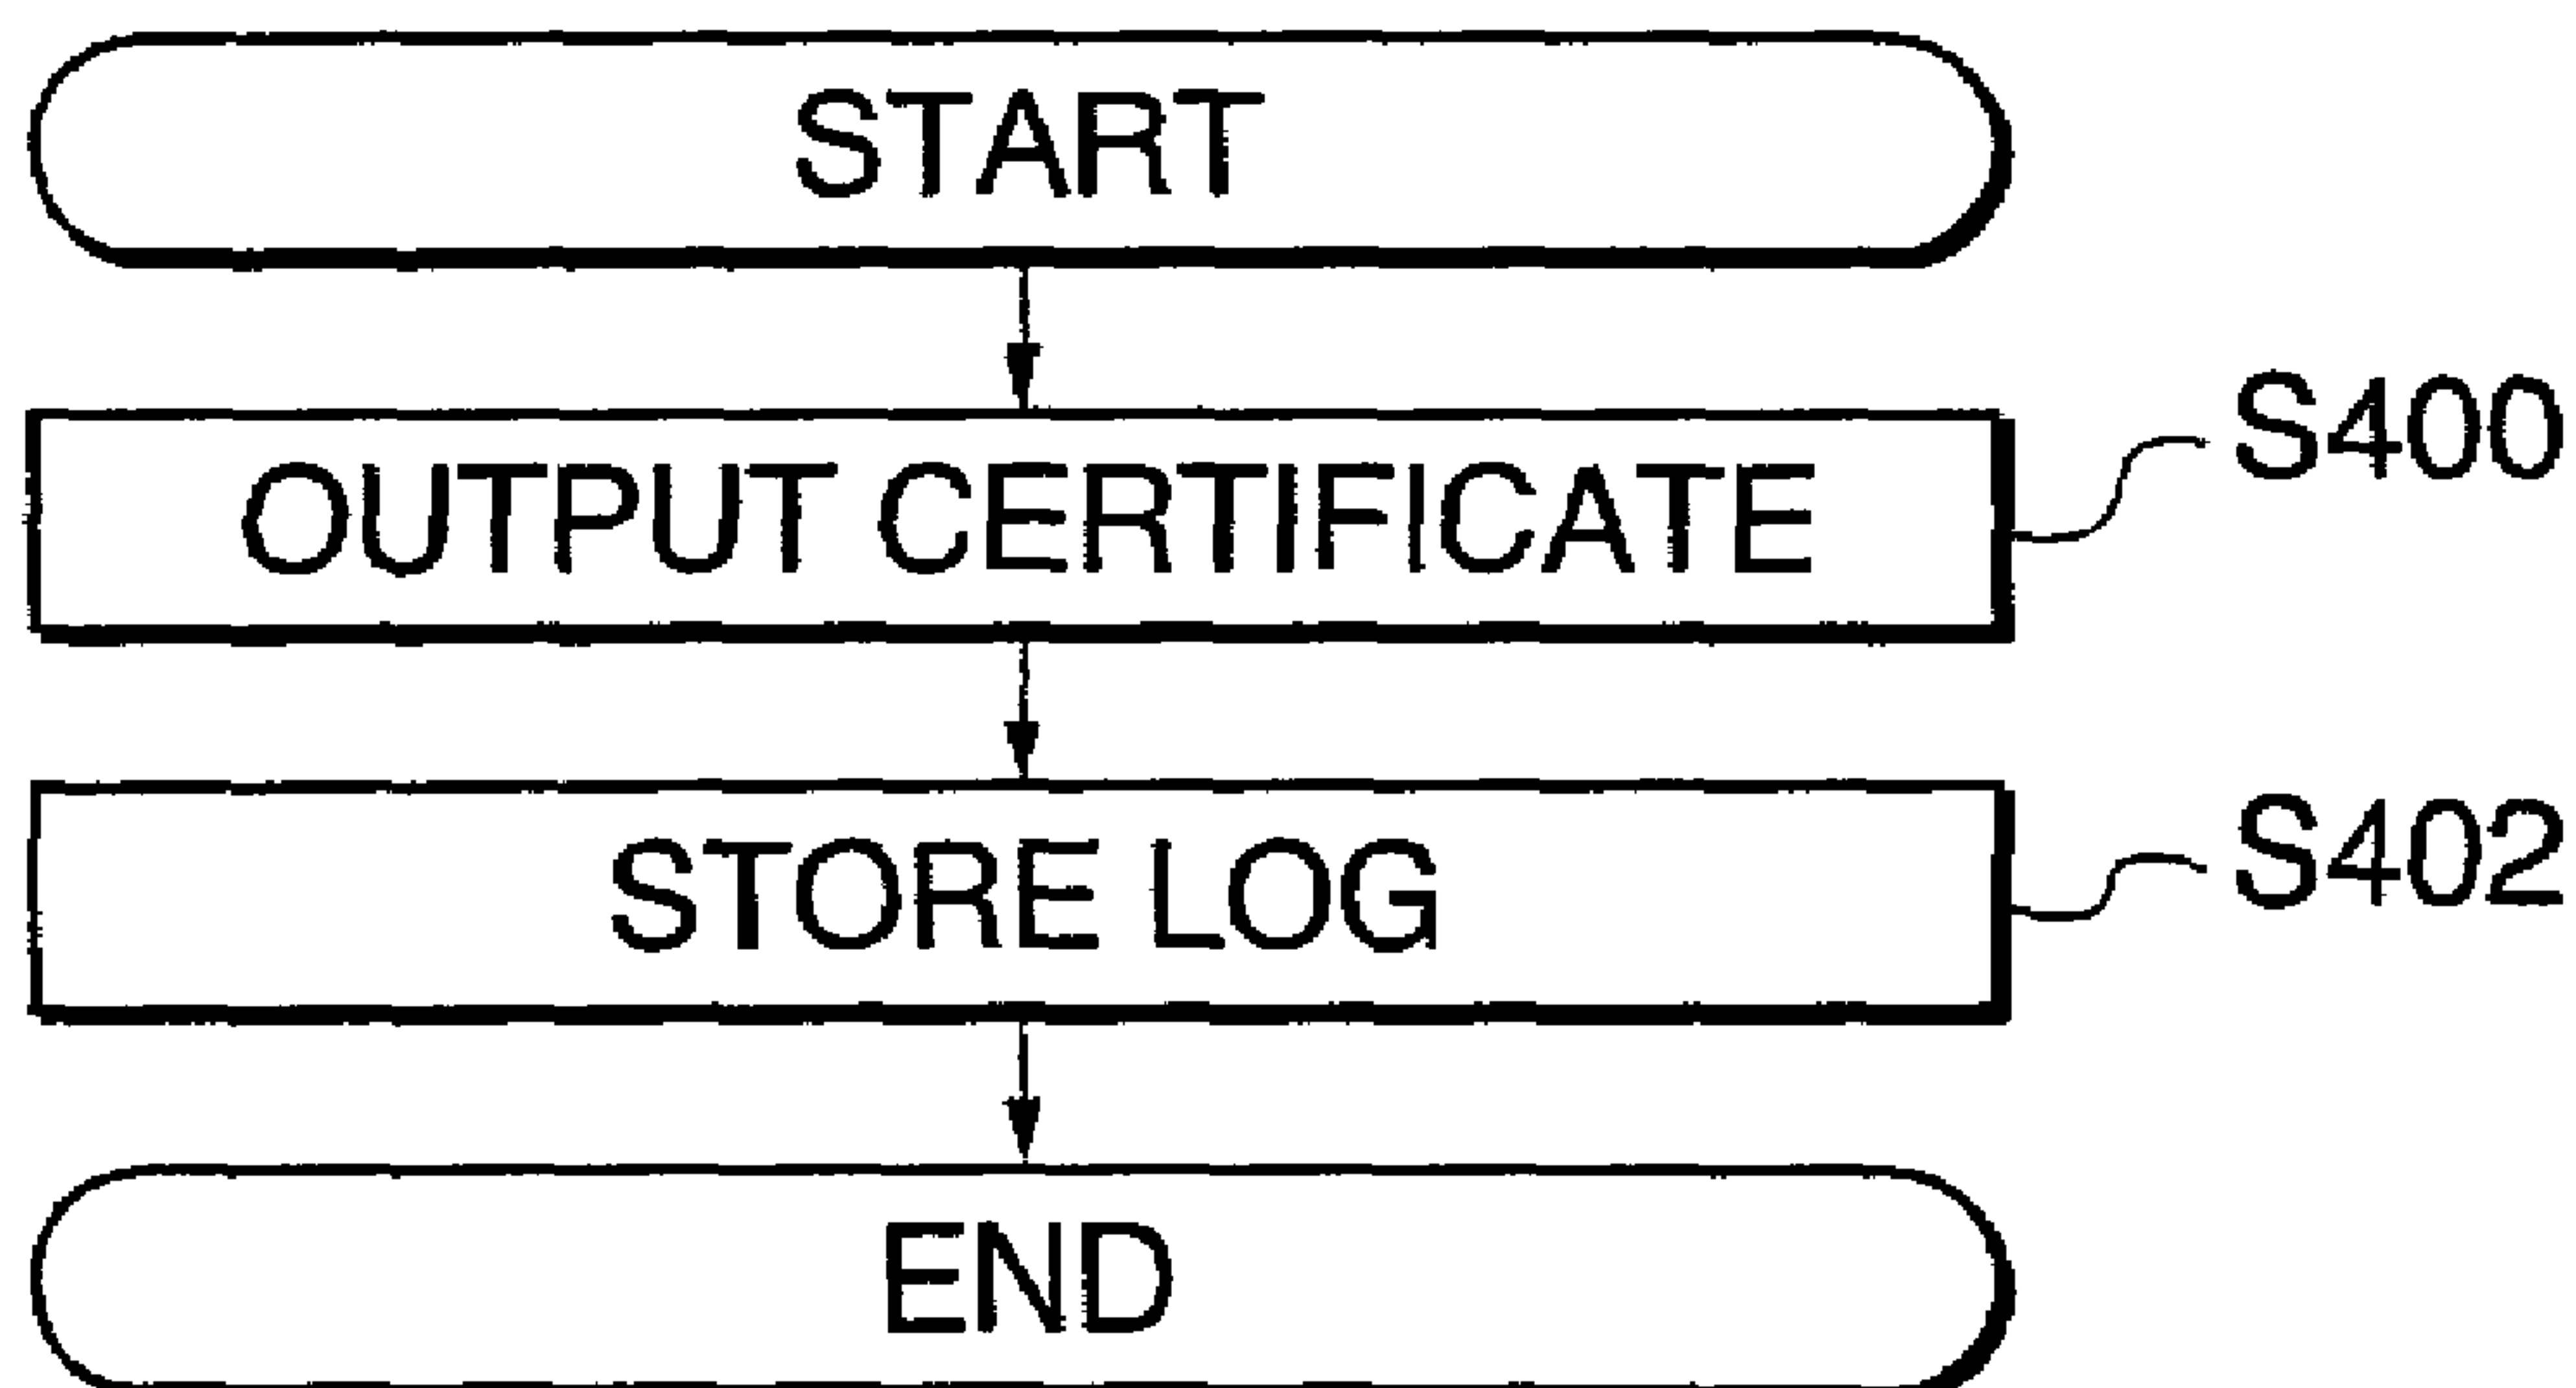 START
OUTPUT CERTIFICATE
S400
STORE LOG
S402
END